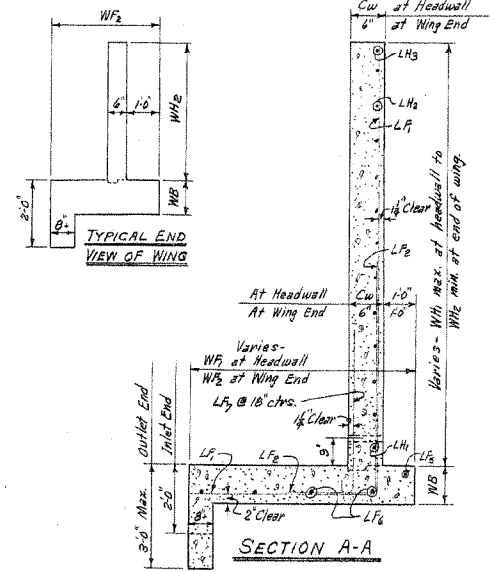 WF₂
6"
1'-0"
WH₂
WB
2'-0"
8"
TYPICAL END
VIEW OF WING
Cw at Headwall
6" at Wing End
LH₃
LH₂
LF₁
1½" Clear
LF₂
At Headwall Cw 1'-0"
At Wing End 6" 1'-0"
Varies-
WF₁ at Headwall
WF₂ at Wing End
LF₇ @ 18" ctrs.
1½" Clear
Varies - WH₁ max. at headwall to
WH₂ min. at end of wing.
9"
LH₁
LF₅
WB
Outlet End
Inlet End
3'-0" Max.
2'-0"
LF₁
LF₂
8"
2" Clear
LF₆
SECTION A-A